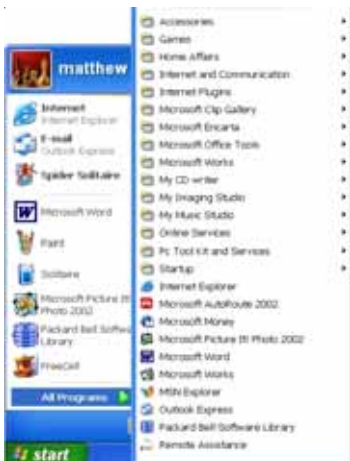 matthew
Internet
Internet Explorer
E-mail
Outlook Express
Spider Solitaire
Microsoft Word
Paint
Solitaire
Microsoft Picture It!
Photo 2002
Packard Bell Software
Library
FreeCell
All Programs
start
Accessories
Games
Home Affairs
Internet and Communication
Internet Plugins
Microsoft Clip Gallery
Microsoft Encarta
Microsoft Office Tools
Microsoft Works
My CD writer
My Imaging Studio
My Music Studio
Online Services
Pc Tool Kit and Services
Startup
Internet Explorer
Microsoft AutoRoute 2002
Microsoft Money
Microsoft Picture It! Photo 2002
Microsoft Word
Microsoft Works
MSN Explorer
Outlook Express
Packard Bell Software Library
Remote Assistance